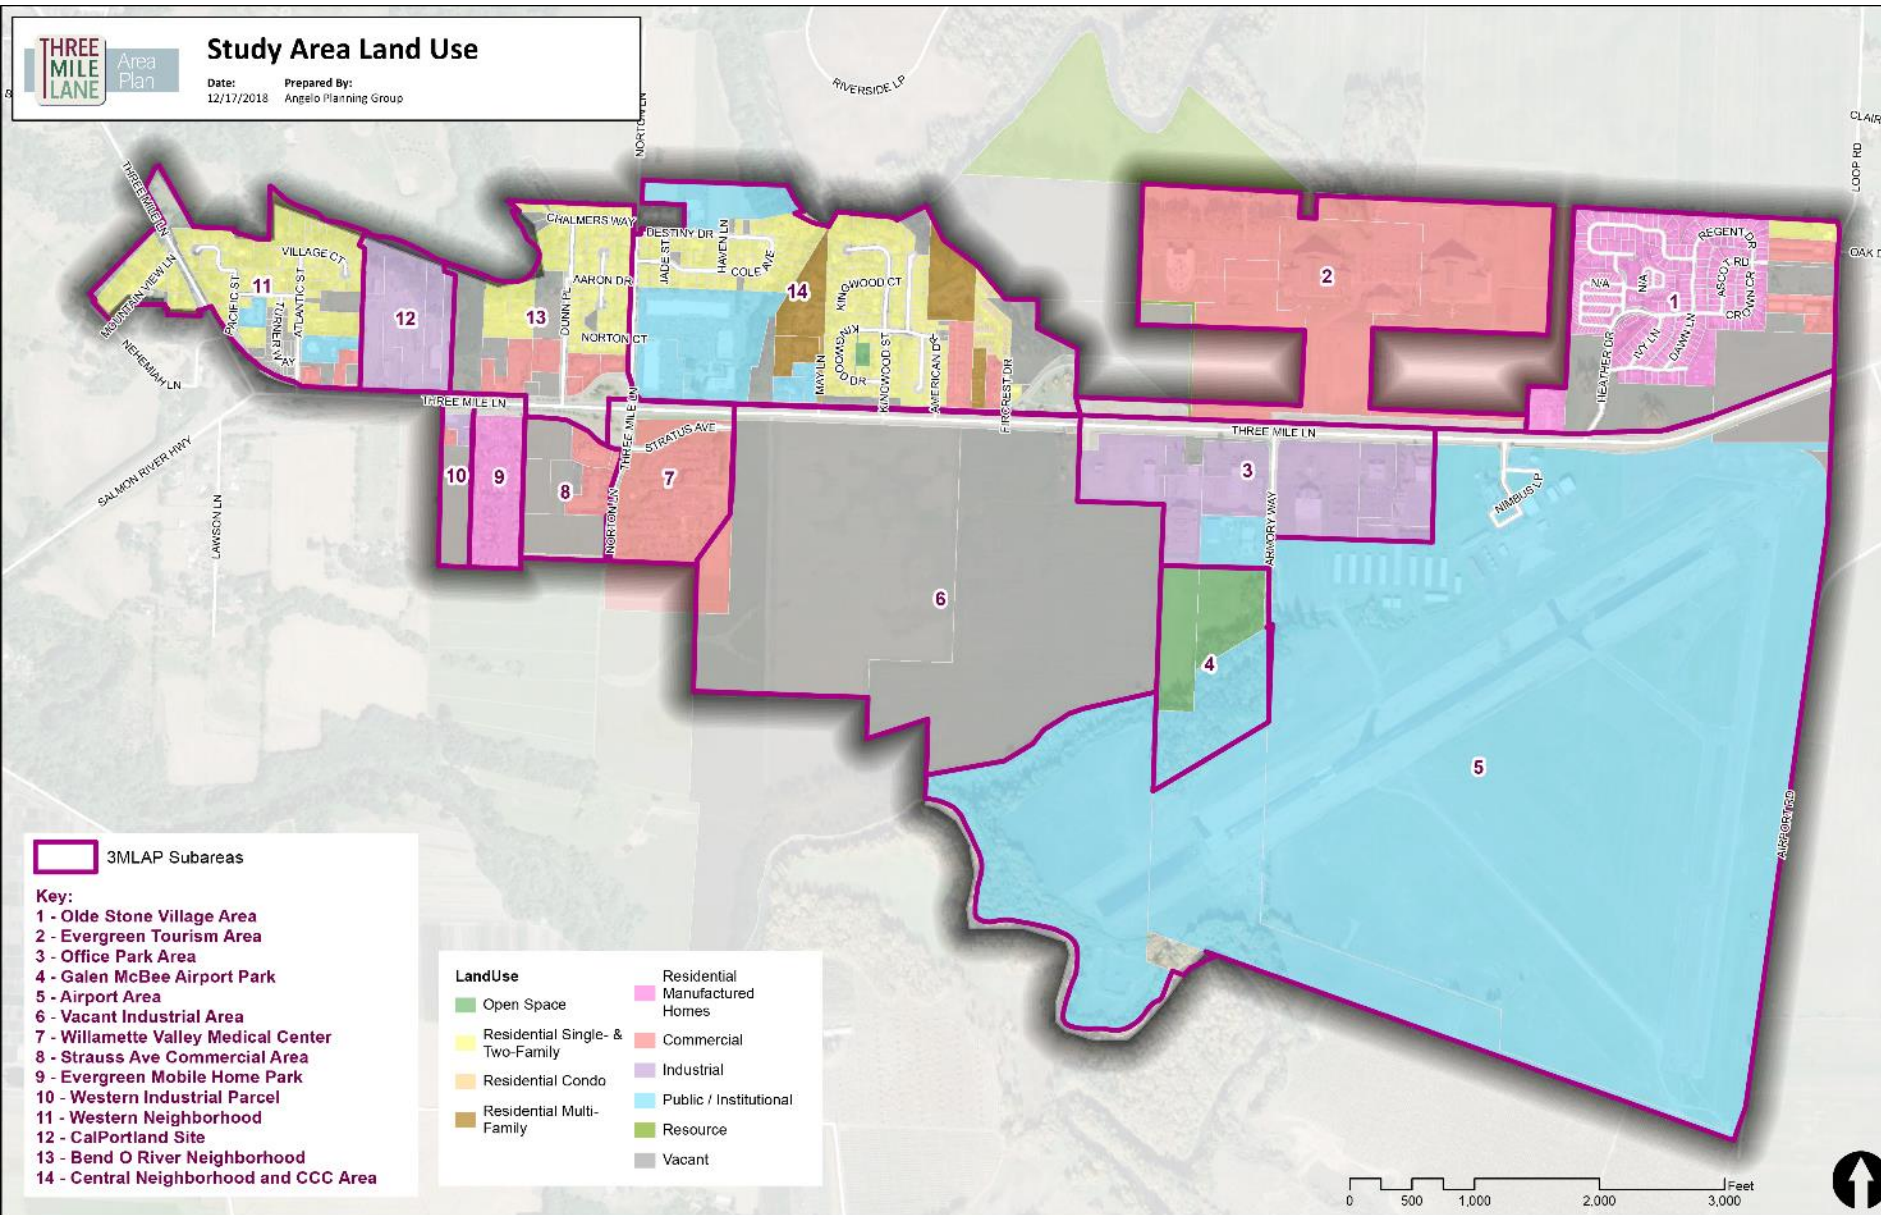 THREE
MILE
LANE
Area
Plan
Study Area Land Use
Date:
Prepared By:
12/17/2018
Angelo Planning Group
NORTON LN
RIVERSIDE LP
CLAIR
LOOP RD
OAK D
THREE MILE LN
MOUNTAIN VIEW LN
NEHEMIAH LN
VILLAGE CT
PACIFIC ST
TURNER WAY
ATLANTIC ST
11
12
13
CHALMERS WAY
AARON DR
DUNN PL
NORTON CT
DESTINY DR
JADE ST
HAVEN LN
COLE AVE
14
KINGWOOD CT
KINGWOOD DR
MAY LN
KINGWOOD ST
AMERICAN DR
FIRCREST DR
2
REGENT DR
ASCOT RD
CROWN CR
N/A
N/A
1
IVY LN
DAWN LN
HEATHER DR
THREE MILE LN
SALMON RIVER HWY
LAWSON LN
THREE MILE LN
STRATUS AVE
NORTON LN
10
9
8
7
THREE MILE LN
3
ARMORY WAY
NIMBUS LP
6
4
5
AIRPORT RD
3MLAP Subareas
Key:
1 - Olde Stone Village Area
2 - Evergreen Tourism Area
3 - Office Park Area
4 - Galen McBee Airport Park
5 - Airport Area
6 - Vacant Industrial Area
7 - Willamette Valley Medical Center
8 - Strauss Ave Commercial Area
9 - Evergreen Mobile Home Park
10 - Western Industrial Parcel
11 - Western Neighborhood
12 - CalPortland Site
13 - Bend O River Neighborhood
14 - Central Neighborhood and CCC Area
LandUse
Open Space
Residential Single- &
Two-Family
Residential Condo
Residential Multi-
Family
Residential
Manufactured
Homes
Commercial
Industrial
Public / Institutional
Resource
Vacant
Feet
0
500
1,000
2,000
3,000